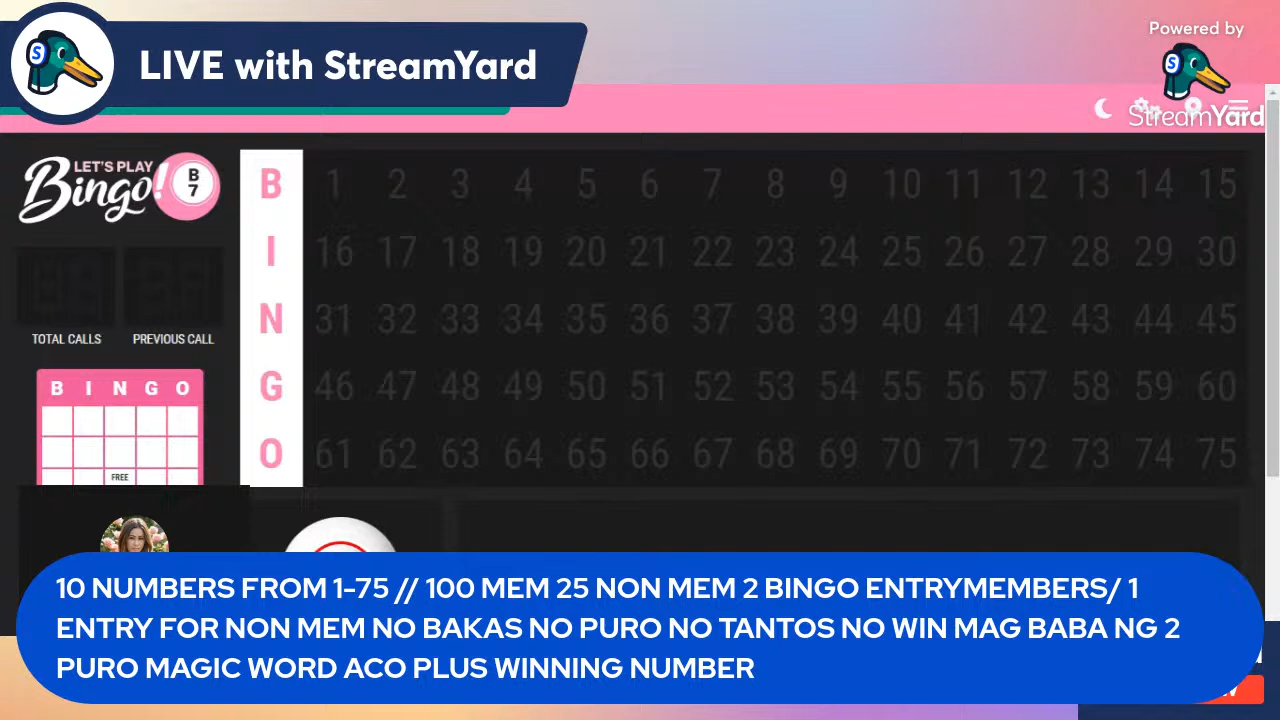 LIVE with StreamYard
Powered by
StreamYard
LET'S PLAY
Bingo!
B
7
TOTAL CALLS
PREVIOUS CALL
B I N G O
FREE
B 1 2 3 4 5 6 7 8 9 10 11 12 13 14 15
I 16 17 18 19 20 21 22 23 24 25 26 27 28 29 30
N 31 32 33 34 35 36 37 38 39 40 41 42 43 44 45
G 46 47 48 49 50 51 52 53 54 55 56 57 58 59 60
O 61 62 63 64 65 66 67 68 69 70 71 72 73 74 75
10 NUMBERS FROM 1-75 // 100 MEM 25 NON MEM 2 BINGO ENTRYMEMBERS/ 1
ENTRY FOR NON MEM NO BAKAS NO PURO NO TANTOS NO WIN MAG BABA NG 2
PURO MAGIC WORD ACO PLUS WINNING NUMBER